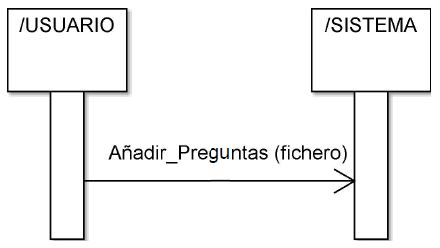 /USUARIO
/SISTEMA
Añadir_Preguntas (fichero)